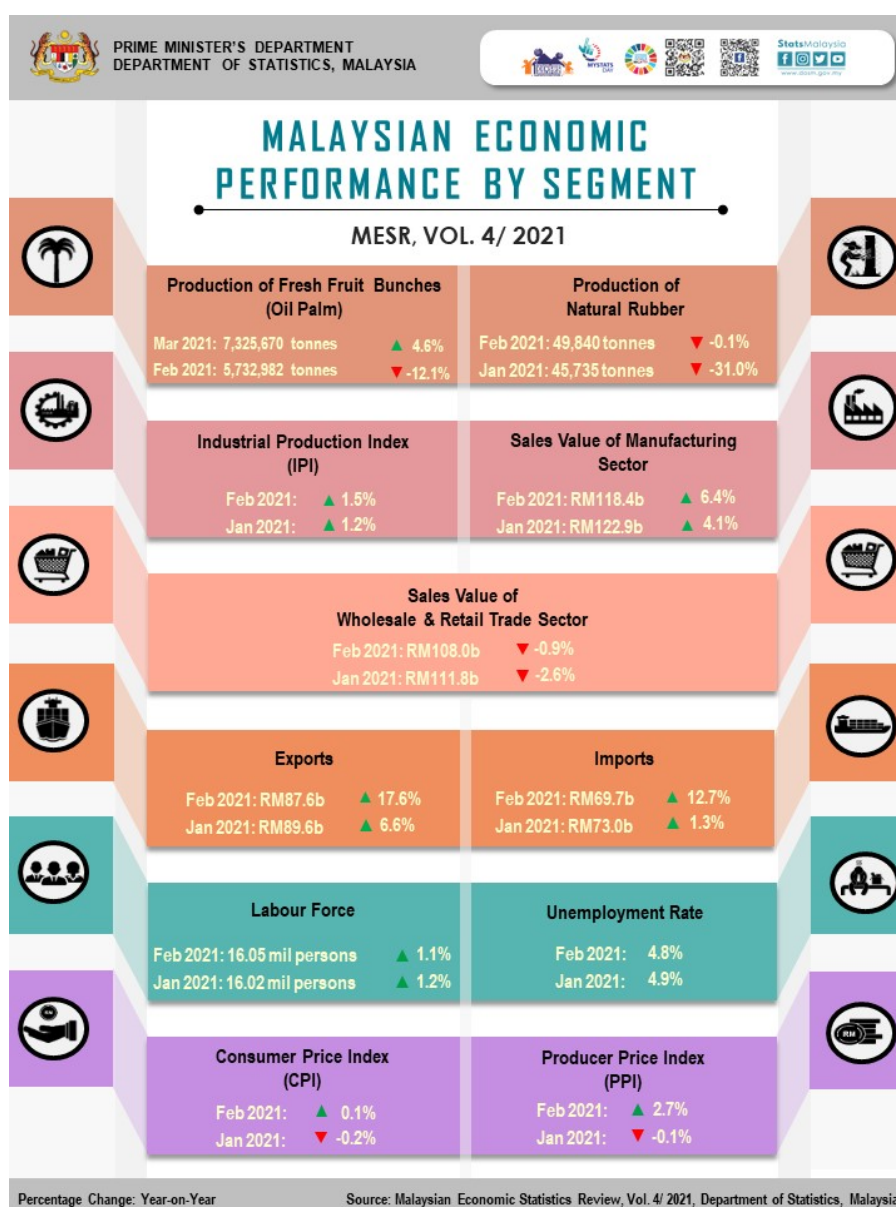 PRIME MINISTER'S DEPARTMENT
DEPARTMENT OF STATISTICS, MALAYSIA
MYSTATS
DAY
StatsMalaysia
www.dosm.gov.my
MALAYSIAN ECONOMIC
PERFORMANCE BY SEGMENT
MESR, VOL. 4/ 2021
Production of Fresh Fruit Bunches
(Oil Palm)
Mar 2021: 7,325,670 tonnes ▲ 4.6%
Feb 2021: 5,732,982 tonnes ▼ -12.1%
Production of
Natural Rubber
Feb 2021: 49,840 tonnes ▼ -0.1%
Jan 2021: 45,735 tonnes ▼ -31.0%
Industrial Production Index
(IPI)
Feb 2021: ▲ 1.5%
Jan 2021: ▲ 1.2%
Sales Value of Manufacturing
Sector
Feb 2021: RM118.4b ▲ 6.4%
Jan 2021: RM122.9b ▲ 4.1%
Sales Value of
Wholesale & Retail Trade Sector
Feb 2021: RM108.0b ▼ -0.9%
Jan 2021: RM111.8b ▼ -2.6%
Exports
Feb 2021: RM87.6b ▲ 17.6%
Jan 2021: RM89.6b ▲ 6.6%
Imports
Feb 2021: RM69.7b ▲ 12.7%
Jan 2021: RM73.0b ▲ 1.3%
Labour Force
Feb 2021: 16.05 mil persons ▲ 1.1%
Jan 2021: 16.02 mil persons ▲ 1.2%
Unemployment Rate
Feb 2021: 4.8%
Jan 2021: 4.9%
Consumer Price Index
(CPI)
Feb 2021: ▲ 0.1%
Jan 2021: ▼ -0.2%
Producer Price Index
(PPI)
Feb 2021: ▲ 2.7%
Jan 2021: ▼ -0.1%
RM
Percentage Change: Year-on-Year
Source: Malaysian Economic Statistics Review, Vol. 4/ 2021, Department of Statistics, Malaysia